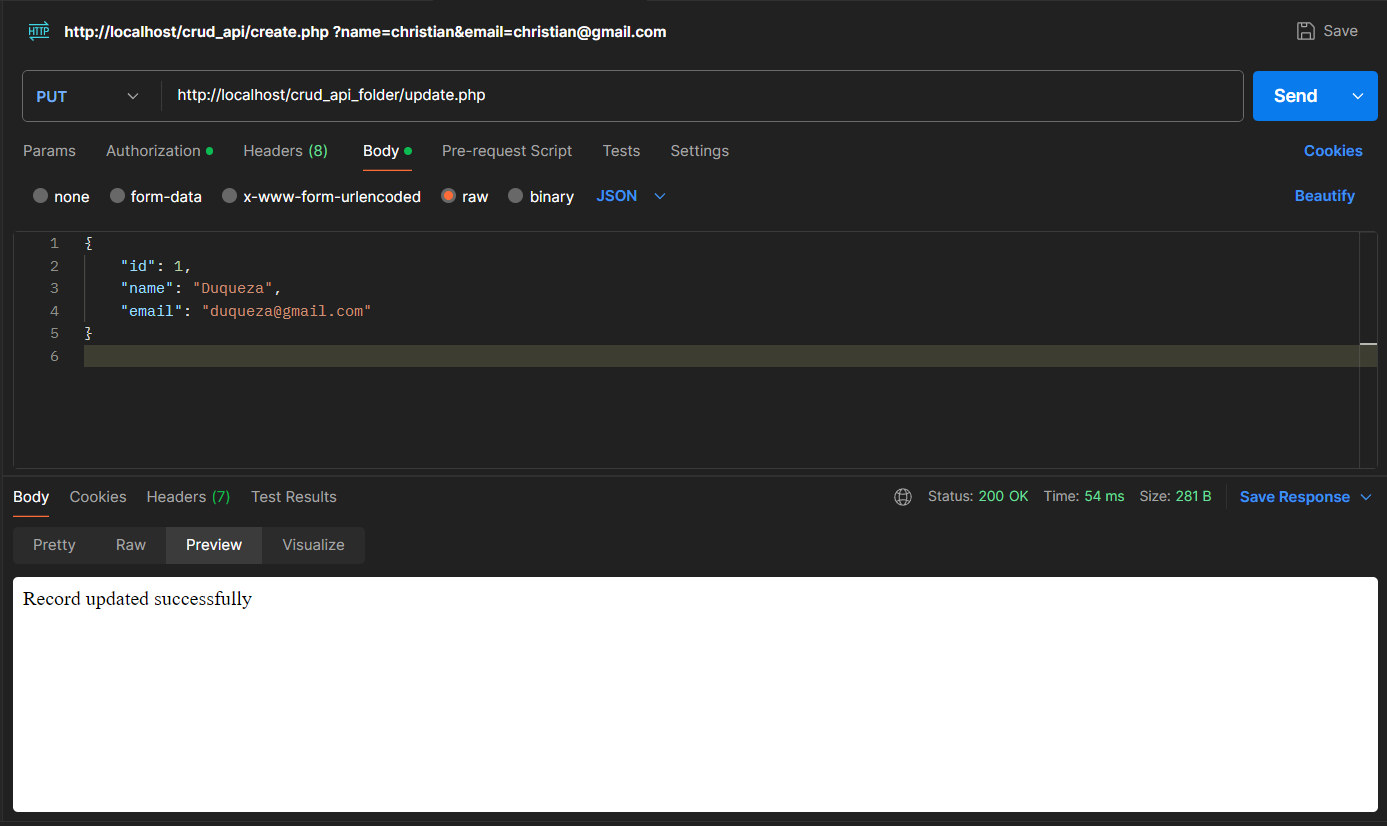 HTTP http://localhost/crud_api/create.php ?name=christian&email=christian@gmail.com Save
PUT http://localhost/crud_api_folder/update.php Send
Params Authorization Headers (8) Body Pre-request Script Tests Settings Cookies
none form-data x-www-form-urlencoded raw binary JSON Beautify
1 {
2 "id": 1,
3 "name": "Duqueza",
4 "email": "duqueza@gmail.com"
5 }
6
Body Cookies Headers (7) Test Results Status: 200 OK Time: 54 ms Size: 281 B Save Response
Pretty Raw Preview Visualize
Record updated successfully